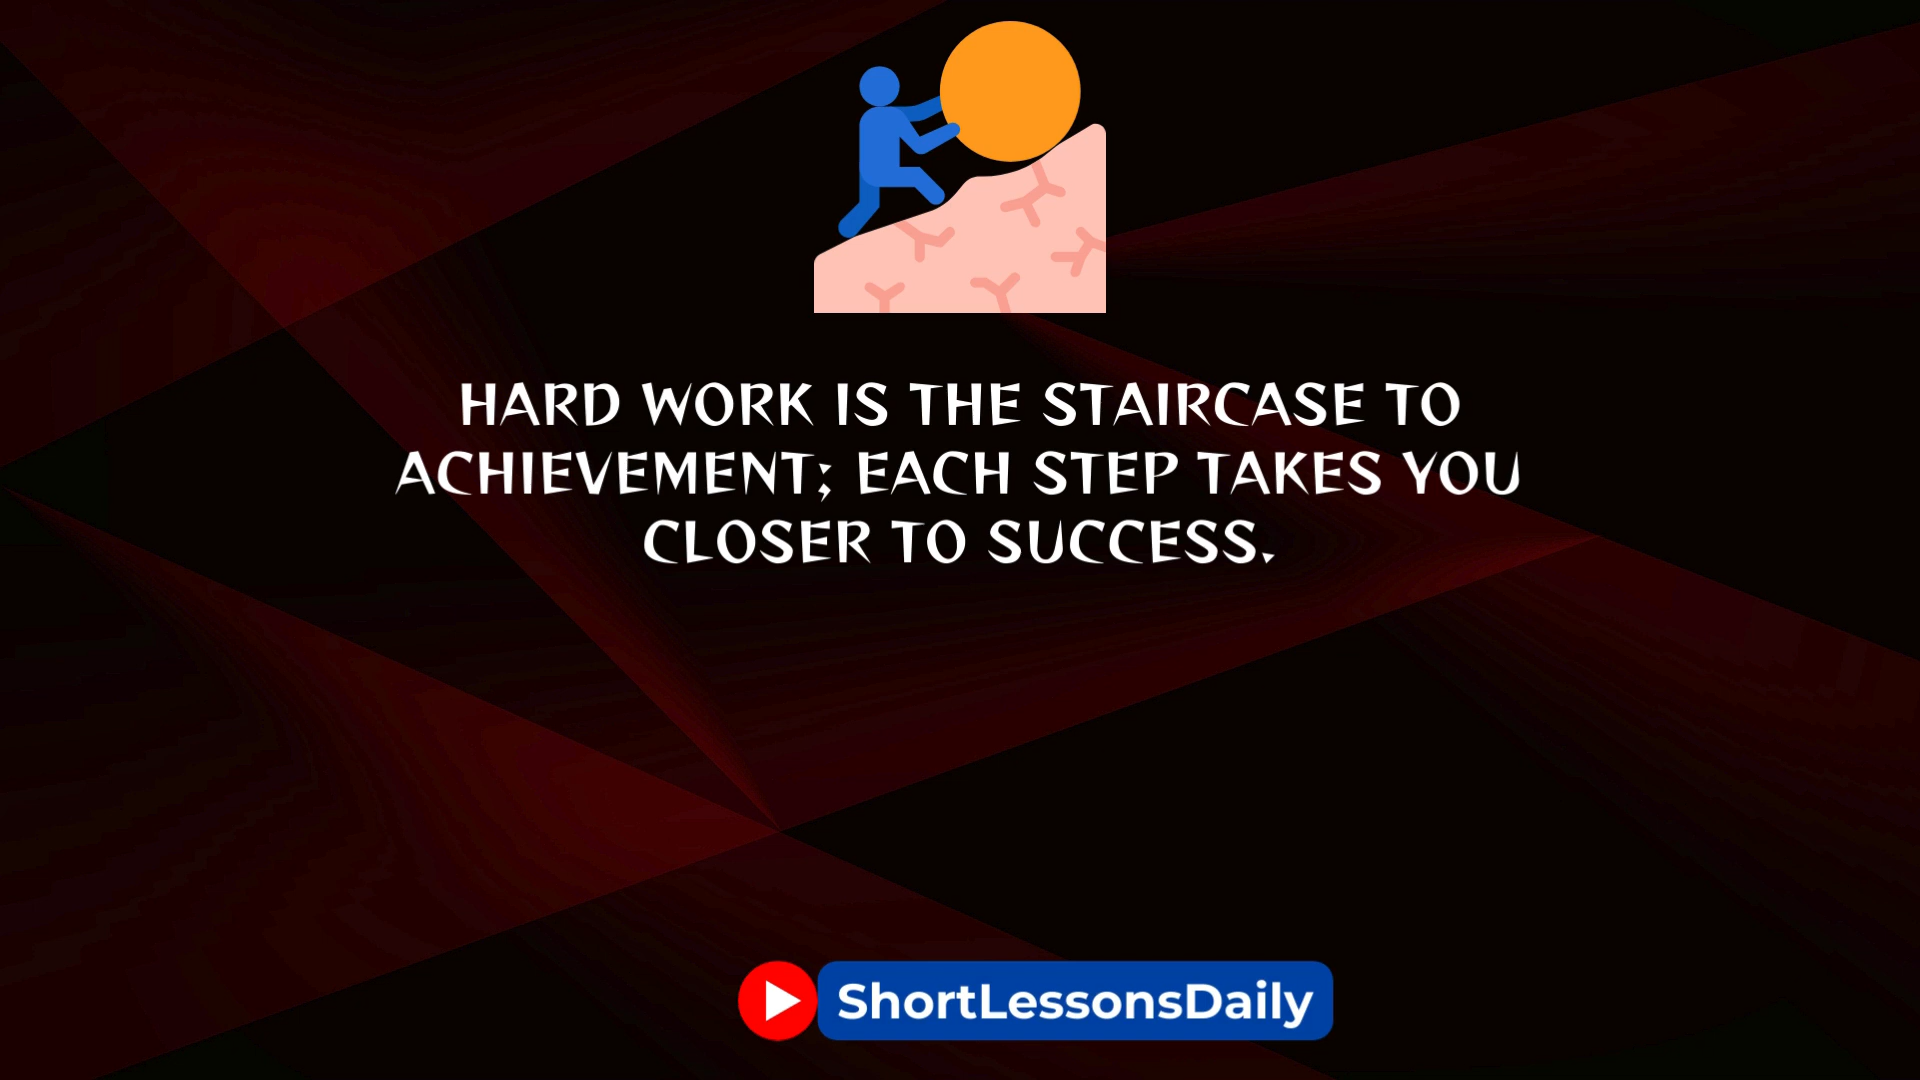 HARD WORK IS THE STAIRCASE TO
ACHIEVEMENT; EACH STEP TAKES YOU
CLOSER TO SUCCESS.
ShortLessonsDaily